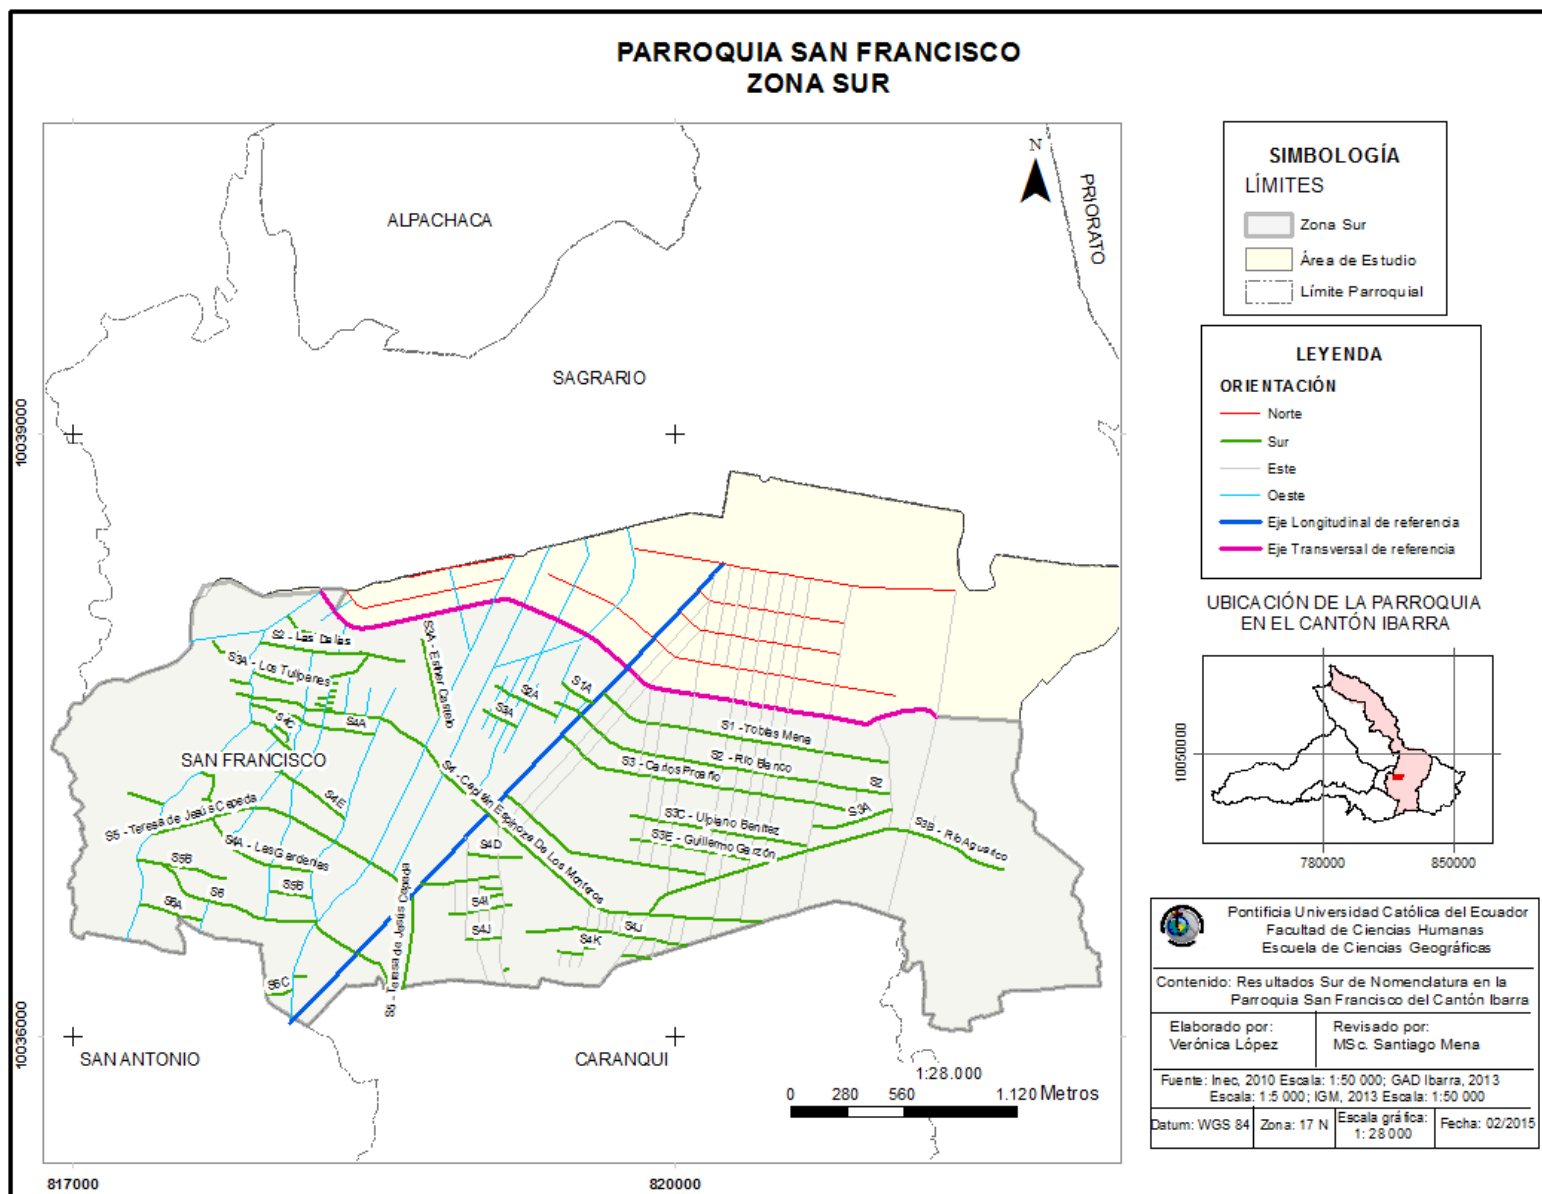 PARROQUIA SAN FRANCISCO
ZONA SUR
N
ALPACHACA
PRIORATO
SAGRARIO
10039000
S2 - Las Dalias
S3A - Esther Castelo
S3A - Los Tulipanes
S4C
S4A
S2A
S1A
S3A
S1 - Tobías Mena
S2 - Río Blanco
S2
S3 - Carlos Proaño
S3A
SAN FRANCISCO
S4 - Capitán Espinoza De Los Monteros
S4E
S5 - Teresa de Jesús Cepeda
S3C - Ulpiano Benítez
S3E - Guillermo Garzón
S3B - Río Aguarico
S4A - Las Gardenias
S4D
S5B
S5B
S6
S6A
S4I
S4J
S4J
S4K
S5 - Teresa de Jesús Cepeda
S6C
10036000
SAN ANTONIO
CARANQUI
1:28.000
0 280 560 1.120 Metros
817000
820000
SIMBOLOGÍA
LÍMITES
Zona Sur
Área de Estudio
Límite Parroquial
LEYENDA
ORIENTACIÓN
Norte
Sur
Este
Oeste
Eje Longitudinal de referencia
Eje Transversal de referencia
UBICACIÓN DE LA PARROQUIA
EN EL CANTÓN IBARRA
10050000
780000
850000
Pontificia Universidad Católica del Ecuador
Facultad de Ciencias Humanas
Escuela de Ciencias Geográficas
Contenido: Resultados Sur de Nomenclatura en la
Parroquia San Francisco del Cantón Ibarra
Elaborado por:
Verónica López
Revisado por:
MSc. Santiago Mena
Fuente: Inec, 2010 Escala: 1:50 000; GAD Ibarra, 2013
Escala: 1:5 000; IGM, 2013 Escala: 1:50 000
Datum: WGS 84
Zona: 17 N
Escala gráfica:
1: 28 000
Fecha: 02/2015